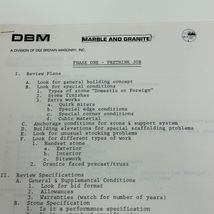 DBM
MARBLE AND GRANITE
A DIVISION OF DEE BROWN MASONRY, INC.
PHASE ONE - PRETHINK JOB
I. Review Plans
A. Look for general building concept
B. Look for special conditions
1. Types of stone "Domestic or Foreign"
2. Stone finishes
3. Extra works
a. Quirk miters
b. Special edge conditions
c. Special corner conditions
d. Cubic material
C. Anchorage conditions for stone & support
D. Building elevations for special scaffolding problems
E. Look for unusual stocking problems
F. Look for different types of work
1. Handset stone
a. Exterior
b. Interior
c. Sitework
G. Granite faced precast/truss
II. Review Specifications
A. General & Supplemental Conditions
1. Look for bid format
2. Allowances
3. Warranties (watch for number of years)
B. Stone Specification
1. Is it a performance specification